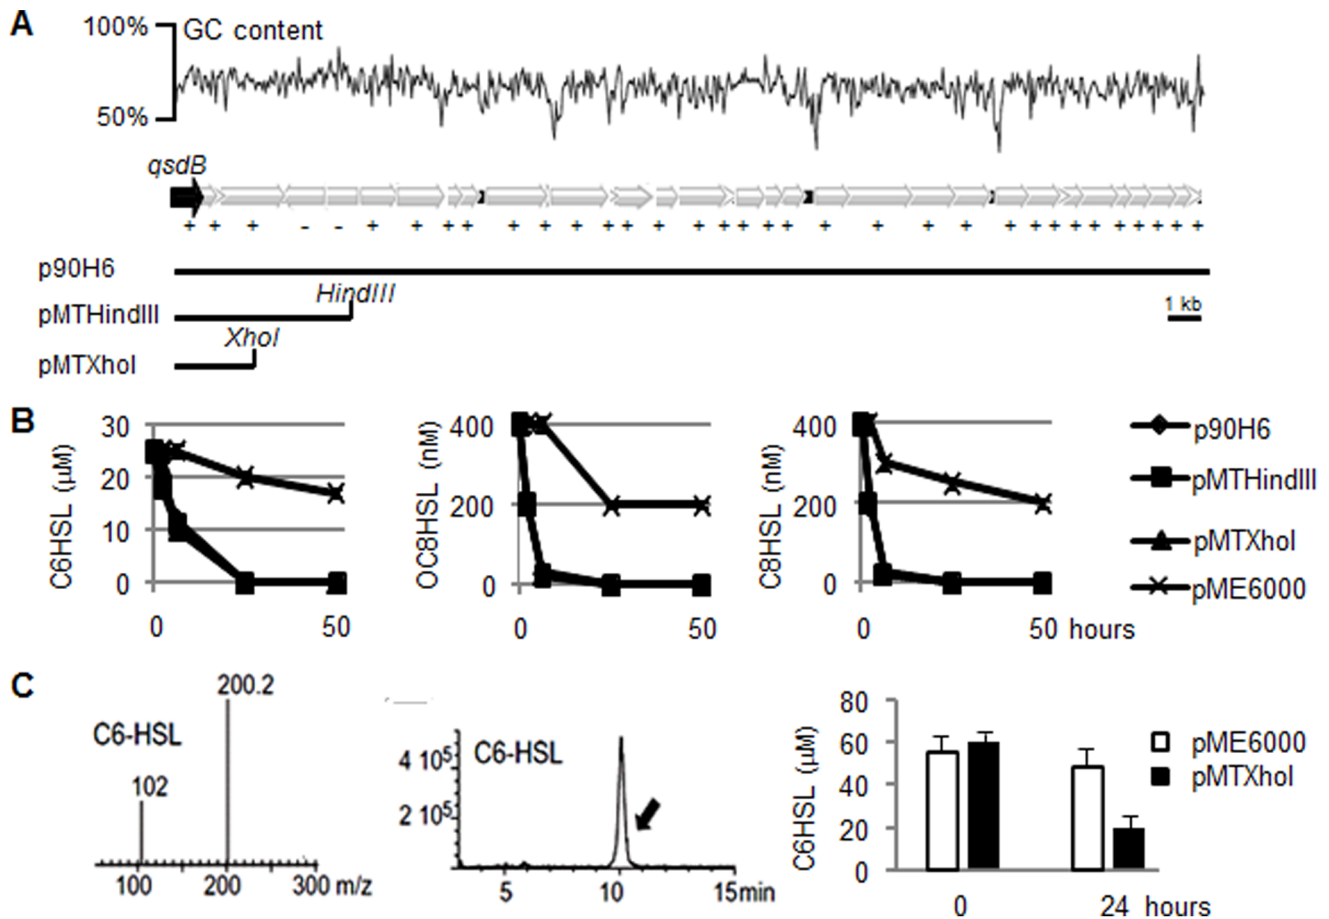 A
100%
GC content
50%
qsdB
+ + + - - + + + + + + + + + + + + + + + + + + + + + + + + + + +
p90H6
HindIII
pMTHindIII
1 kb
XhoI
pMTXhoI
B
C6HSL (µM)
30
20
10
0
0 50
OC8HSL (nM)
400
200
0
0 50
C8HSL (nM)
400
200
0
0 50 hours
p90H6
pMTHindIII
pMTXhoI
pME6000
C
200.2
C6-HSL
102
100 200 300 m/z
C6-HSL
4 10⁵
2 10⁵
5 10 15min
C6HSL (µM)
80
60
40
20
0
0 24 hours
pME6000
pMTXhoI